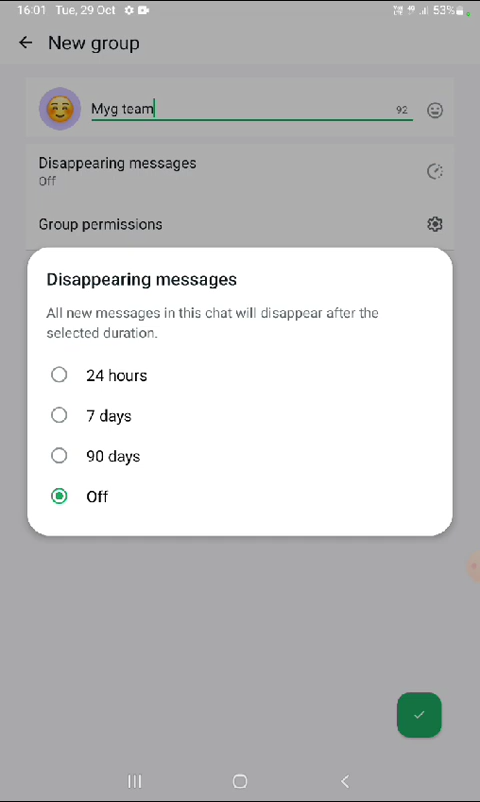 16:01 Tue, 29 Oct 53%
New group
Myg team 92
Disappearing messages
Off
Group permissions
Disappearing messages
All new messages in this chat will disappear after the
selected duration.
24 hours
7 days
90 days
Off